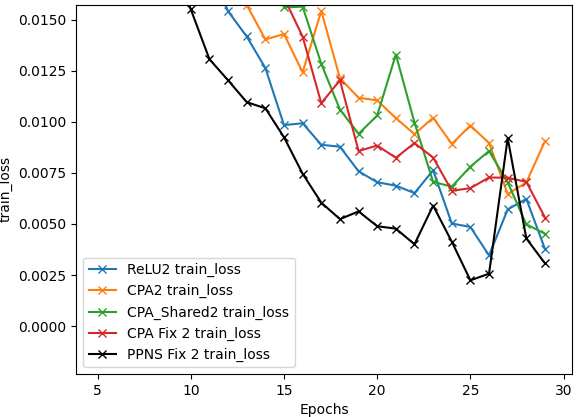 0.0150
0.0125
0.0100
0.0075
0.0050
0.0025
0.0000
train_loss
ReLU2 train_loss
CPA2 train_loss
CPA_Shared2 train_loss
CPA Fix 2 train_loss
PPNS Fix 2 train_loss
5 10 15 20 25 30
Epochs